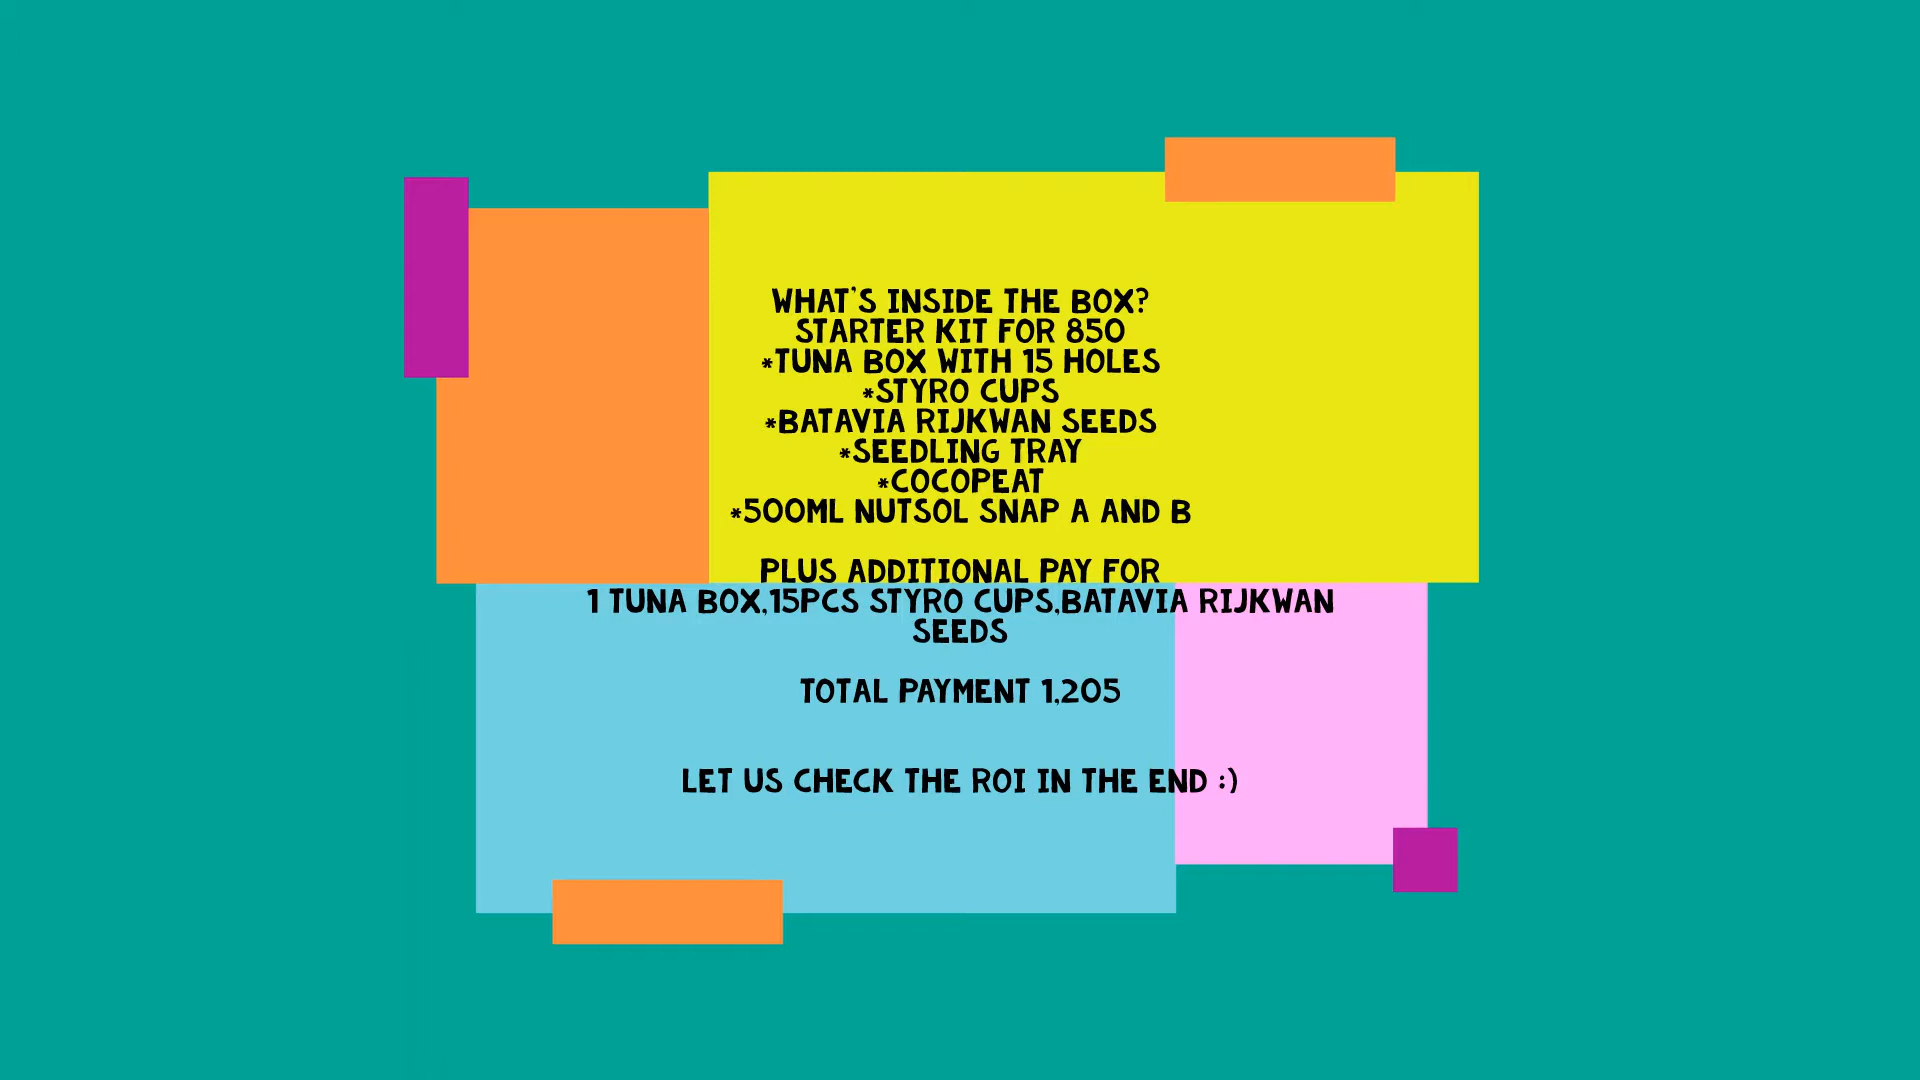 WHAT'S INSIDE THE BOX?
STARTER KIT FOR 850
*TUNA BOX WITH 15 HOLES
*STYRO CUPS
*BATAVIA RIJKWAN SEEDS
*SEEDLING TRAY
*COCOPEAT
*500ML NUTSOL SNAP A AND B
PLUS ADDITIONAL PAY FOR
1 TUNA BOX,15PCS STYRO CUPS,BATAVIA RIJKWAN
SEEDS
TOTAL PAYMENT 1,205
LET US CHECK THE ROI IN THE END :)